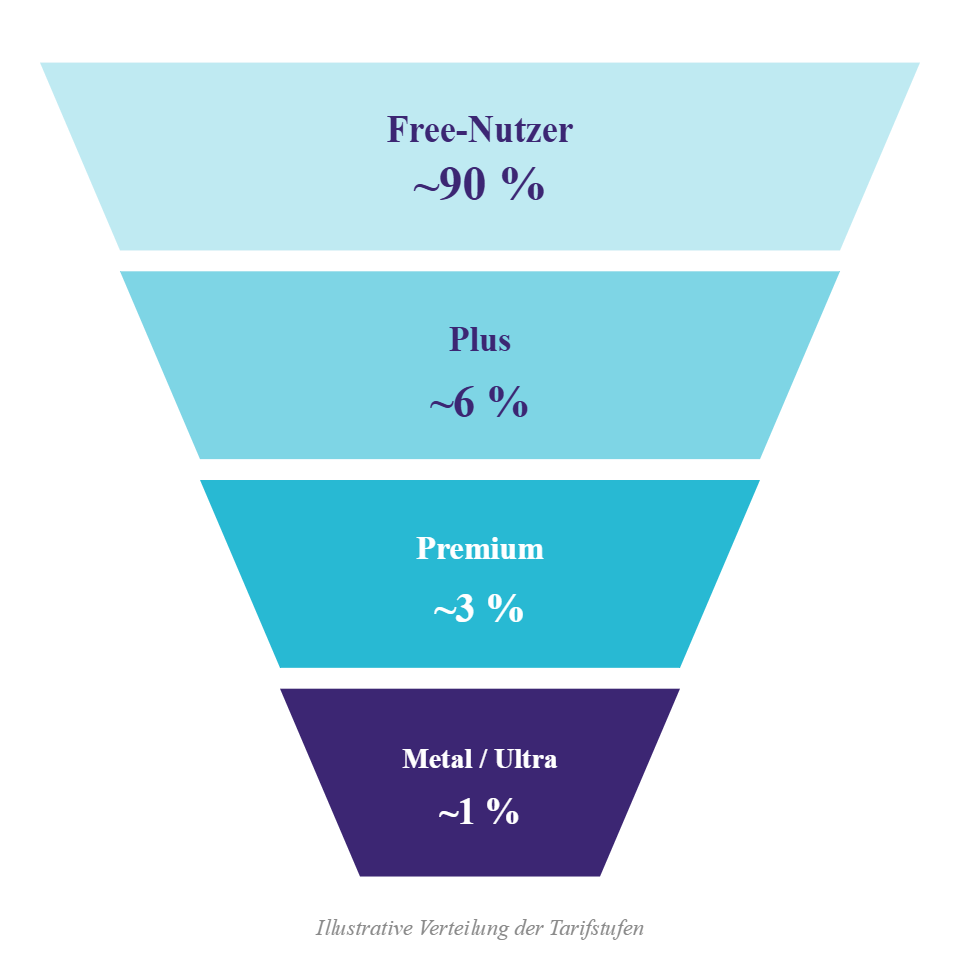 Free-Nutzer
~90 %
Plus
~6 %
Premium
~3 %
Metal / Ultra
~1 %
Illustrative Verteilung der Tarifstufen